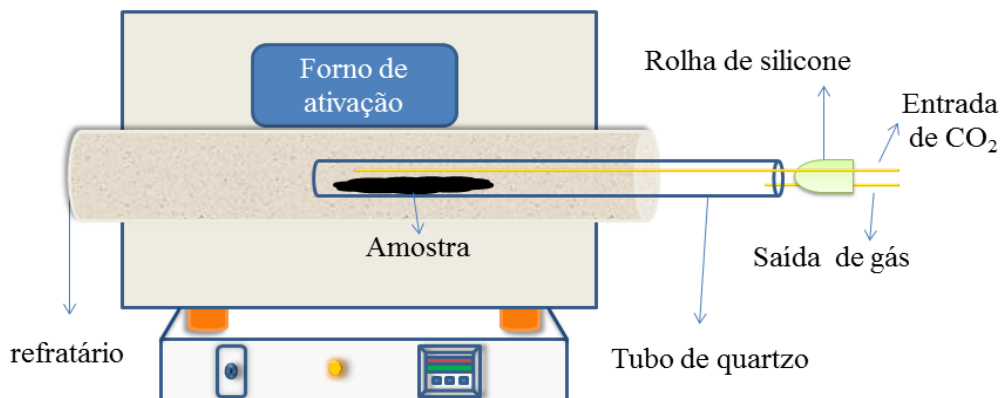 Forno de
ativação
Rolha de silicone
Entrada
de CO₂
Amostra
Saída de gás
refratário
Tubo de quartzo